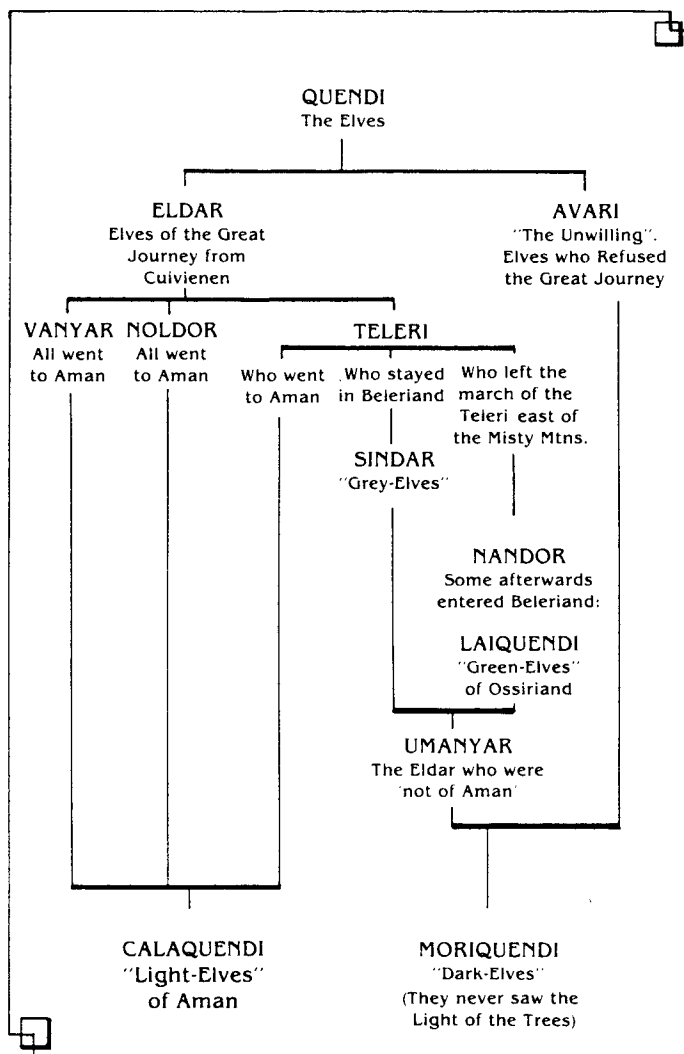 QUENDI
The Elves
ELDAR
Elves of the Great
Journey from
Cuivienen
AVARI
"The Unwilling".
Elves who Refused
the Great Journey
VANYAR
All went
to Aman
NOLDOR
All went
to Aman
TELERI
Who went
to Aman
Who stayed
in Beleriand
Who left the
march of the
Teleri east of
the Misty Mtns.
SINDAR
"Grey-Elves"
NANDOR
Some afterwards
entered Beleriand:
LAIQUENDI
"Green-Elves"
of Ossiriand
UMANYAR
The Eldar who were
'not of Aman'
CALAQUENDI
"Light-Elves"
of Aman
MORIQUENDI
"Dark-Elves"
(They never saw the
Light of the Trees)